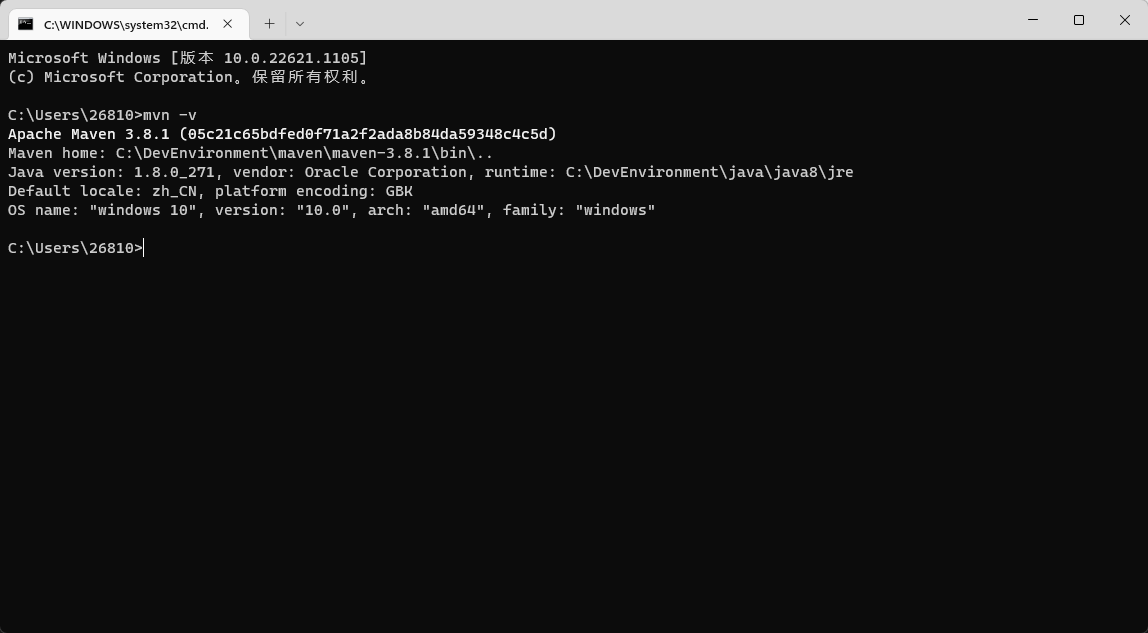 C:\WINDOWS\system32\cmd.
Microsoft Windows [版本 10.0.22621.1105]
(c) Microsoft Corporation。保留所有权利。
C:\Users\26810>mvn -v
Apache Maven 3.8.1 (05c21c65bdfed0f71a2f2ada8b84da59348c4c5d)
Maven home: C:\DevEnvironment\maven\maven-3.8.1\bin\..
Java version: 1.8.0_271, vendor: Oracle Corporation, runtime: C:\DevEnvironment\java\java8\jre
Default locale: zh_CN, platform encoding: GBK
OS name: "windows 10", version: "10.0", arch: "amd64", family: "windows"
C:\Users\26810>